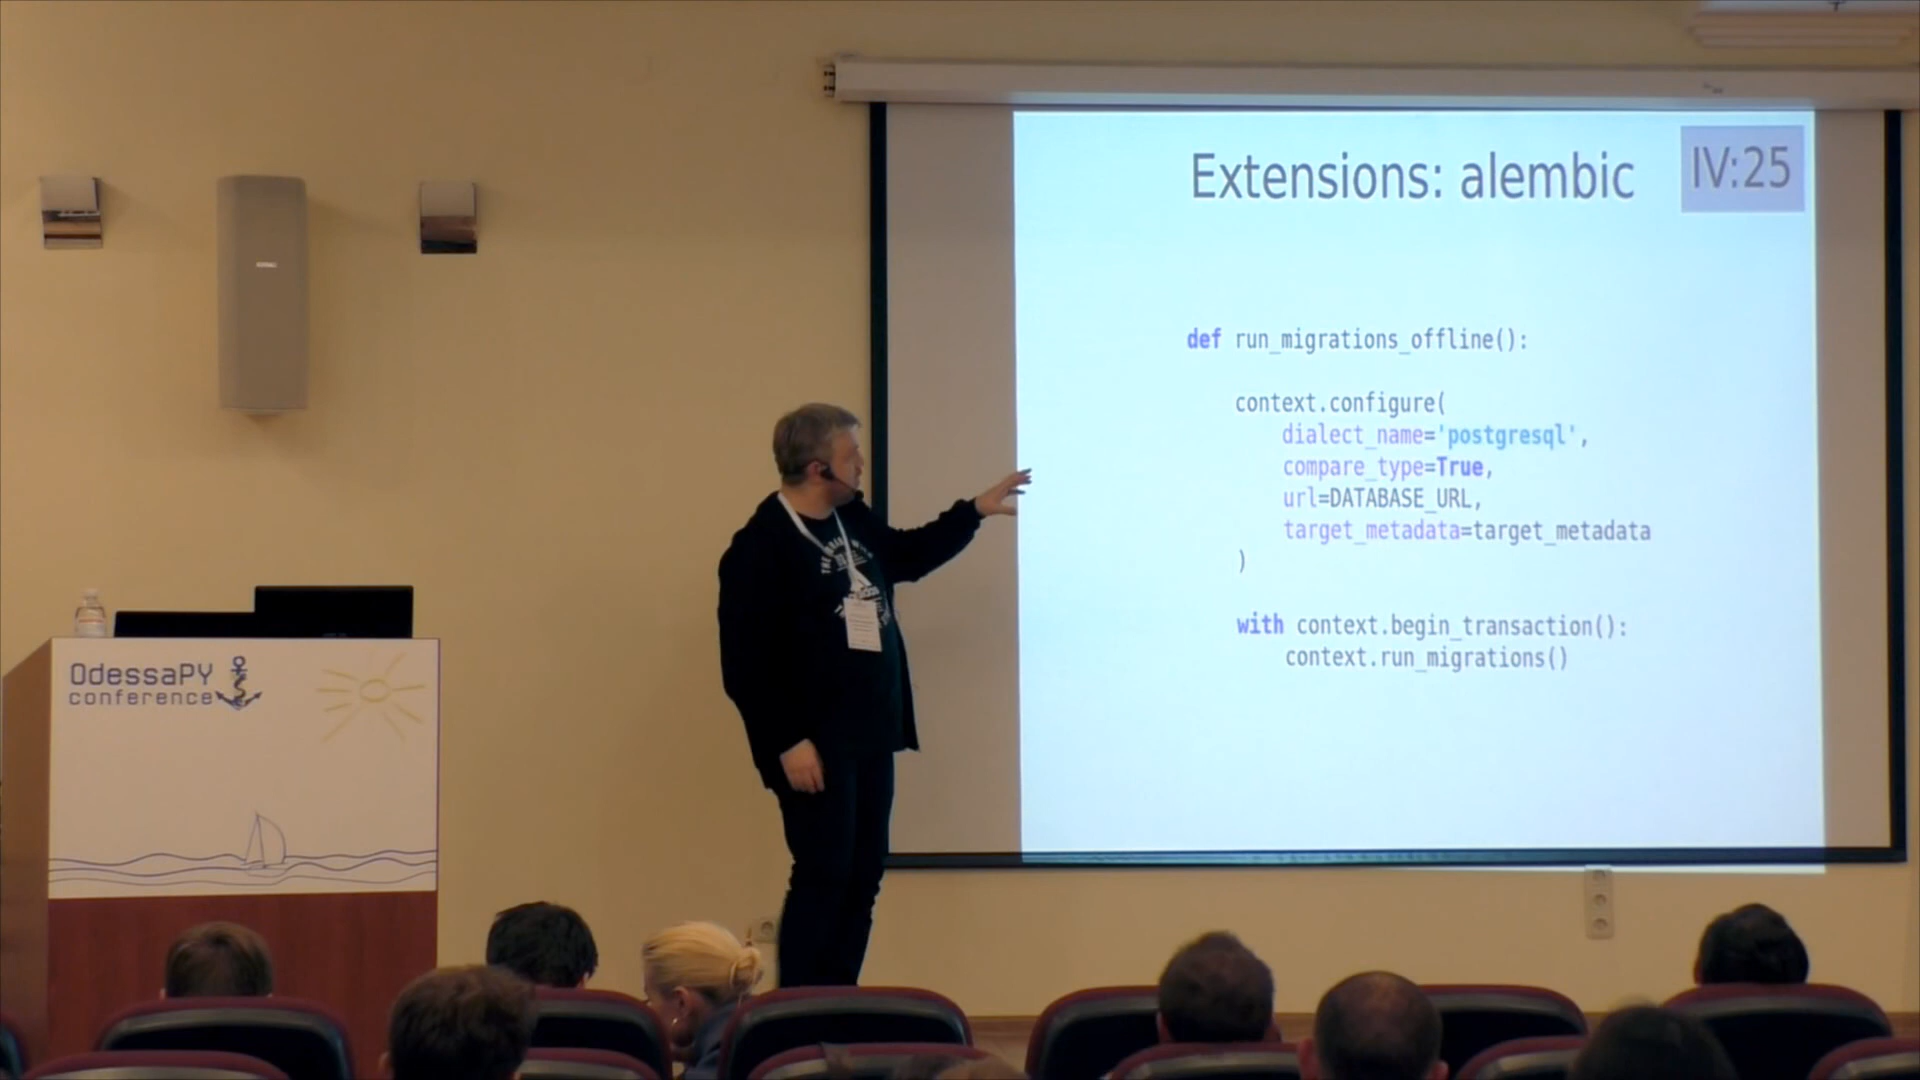 Extensions: alembic
IV:25
def run_migrations_offline():
context.configure(
dialect_name='postgresql',
compare_type=True,
url=DATABASE_URL,
target_metadata=target_metadata
)
with context.begin_transaction():
context.run_migrations()
OdessaPY
conference